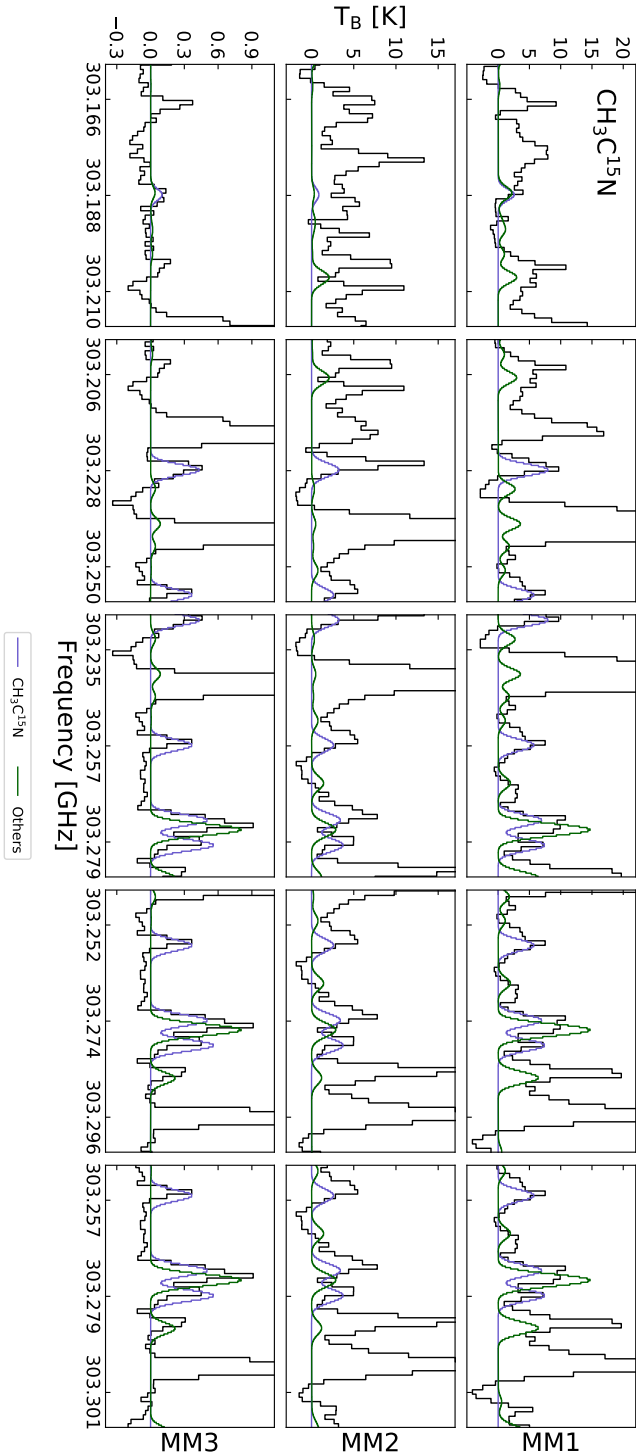 CH₃C¹⁵N
20
15
10
5
0
MM1
T_B [K]
15
10
5
0
MM2
0.9
0.6
0.3
0.0
−0.3
MM3
303.166 303.188 303.210
303.206 303.228 303.250
303.235 303.257 303.279
303.252 303.274 303.296
303.257 303.279 303.301
Frequency [GHz]
CH₃C¹⁵N
Others